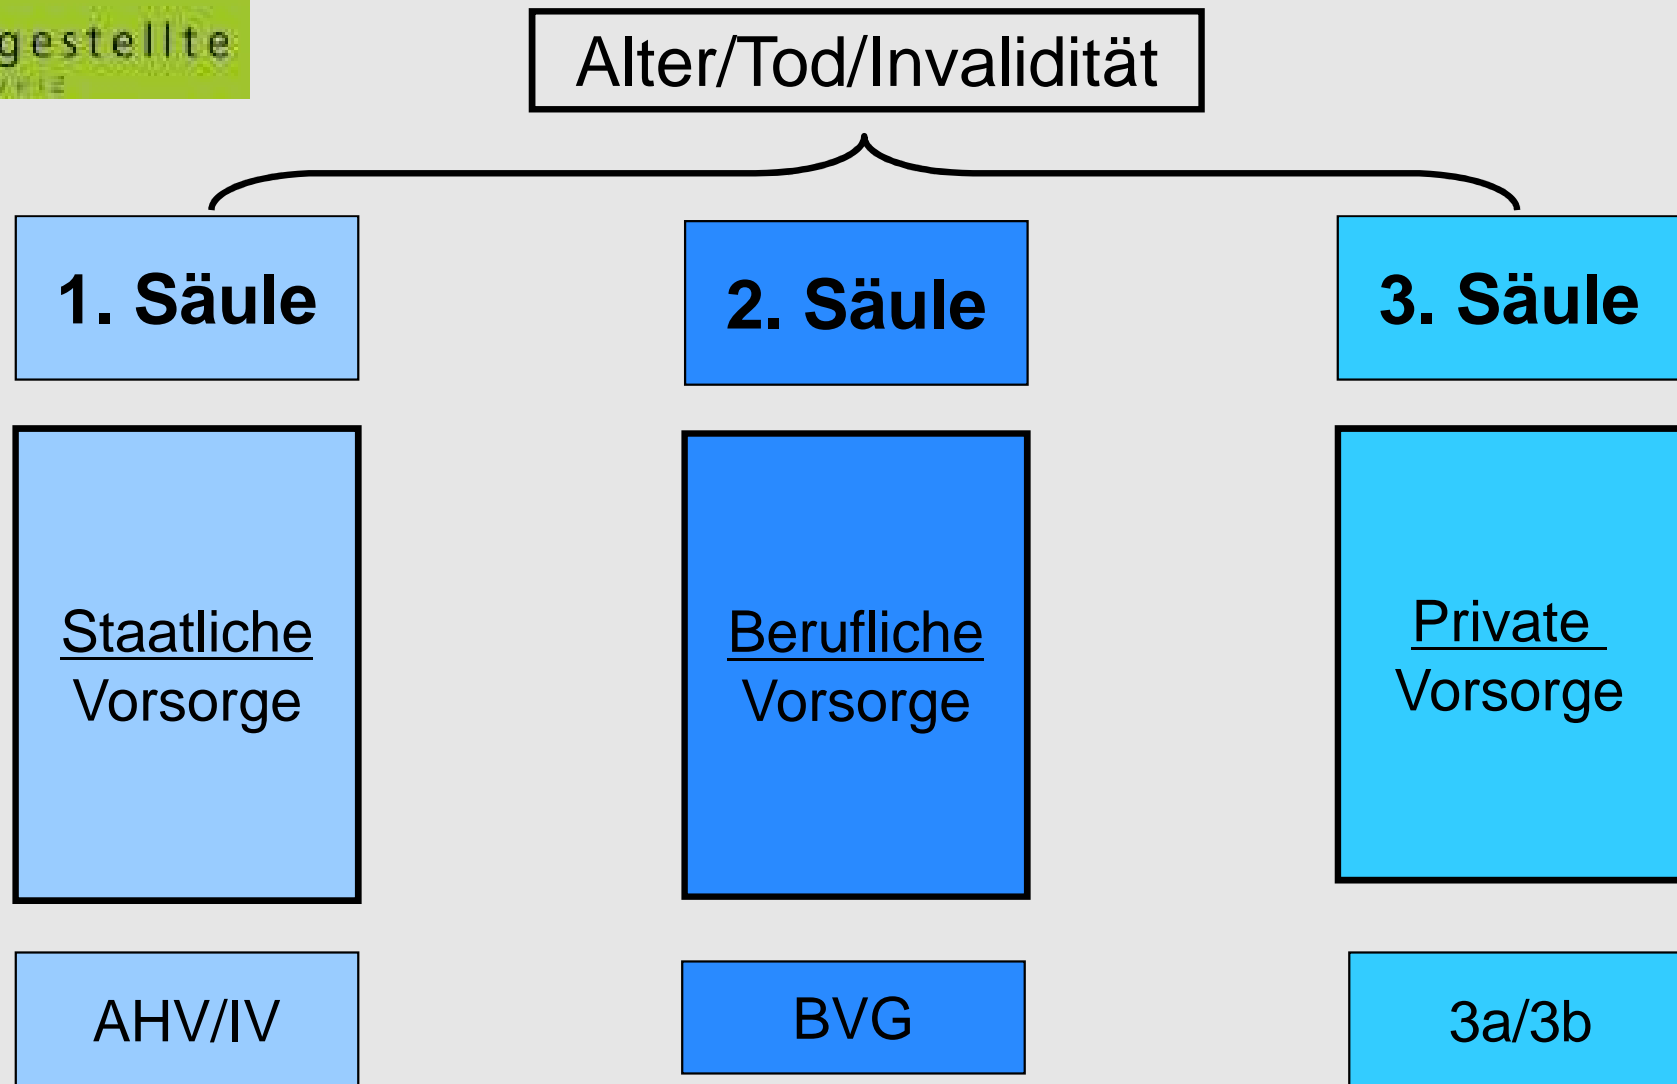 gestellte
Alter/Tod/Invalidität
1. Säule
2. Säule
3. Säule
Staatliche
Vorsorge
Berufliche
Vorsorge
Private
Vorsorge
AHV/IV
BVG
3a/3b